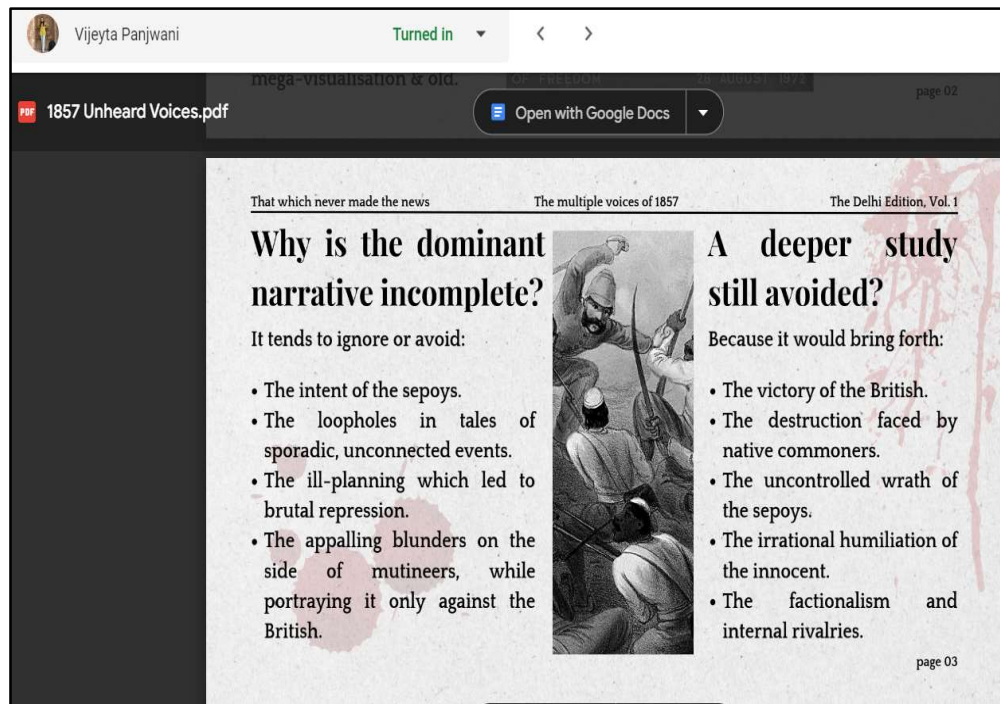 Vijeyta Panjwani
Turned in
mega-visualisation & old.
OF FREEDOM
28 AUGUST 1972
page 02
PDF
1857 Unheard Voices.pdf
Open with Google Docs
That which never made the news
The multiple voices of 1857
The Delhi Edition, Vol. 1
Why is the dominant
narrative incomplete?
It tends to ignore or avoid:
• The intent of the sepoys.
• The loopholes in tales of
sporadic, unconnected events.
• The ill-planning which led to
brutal repression.
• The appalling blunders on the
side of mutineers, while
portraying it only against the
British.
A deeper study
still avoided?
Because it would bring forth:
• The victory of the British.
• The destruction faced by
native commoners.
• The uncontrolled wrath of
the sepoys.
• The irrational humiliation of
the innocent.
• The factionalism and
internal rivalries.
page 03